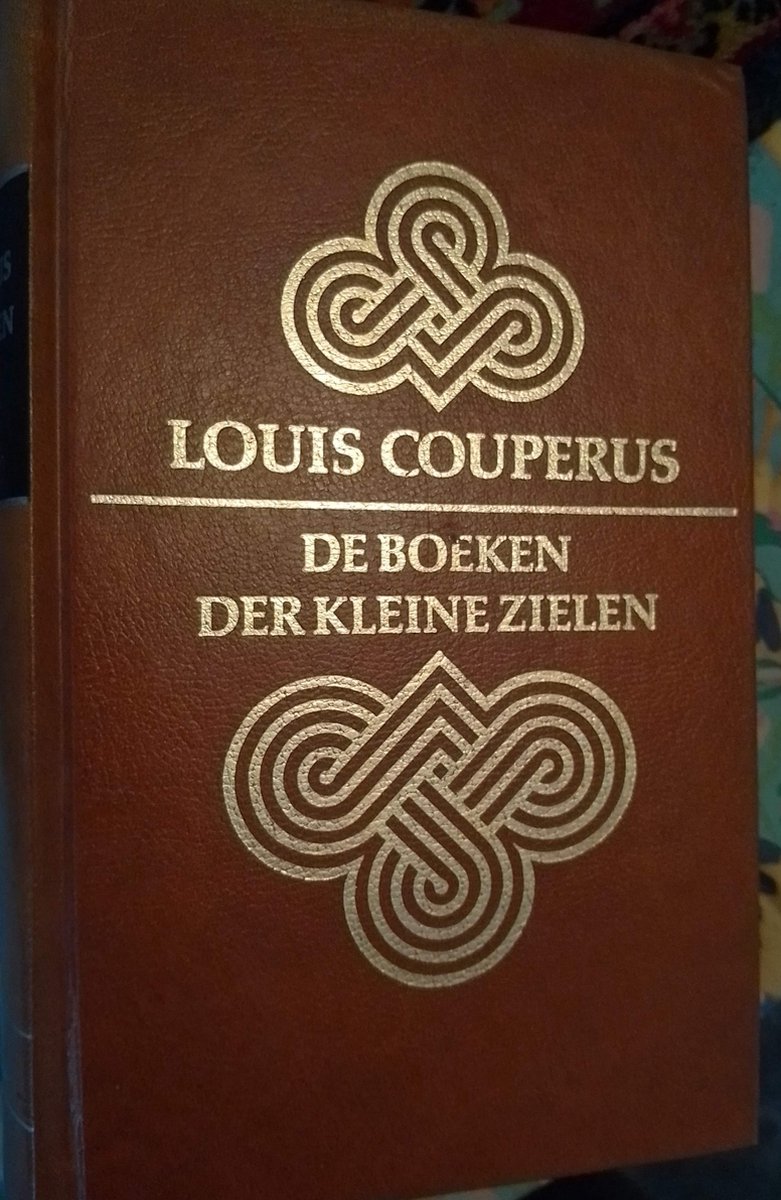 LOUIS COUPERUS
DE BOEKEN
DER KLEINE ZIELEN